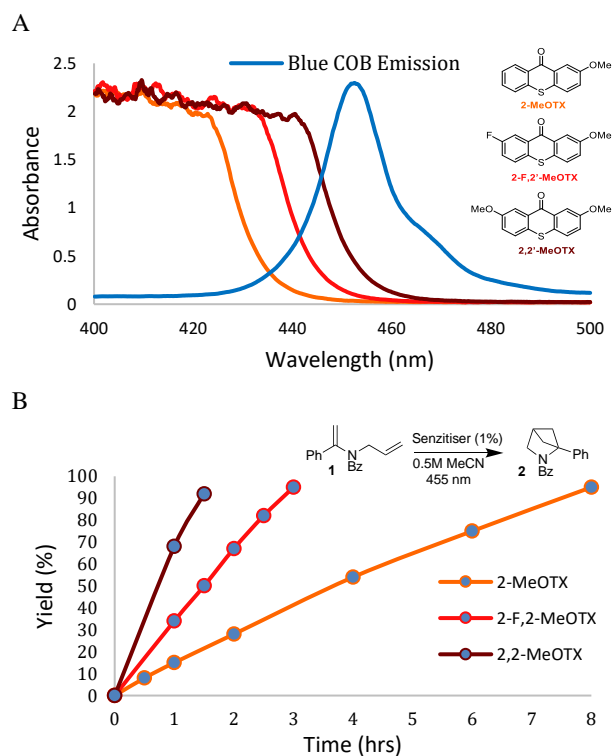 A
Blue COB Emission
Absorbance
2.5
2
1.5
1
0.5
0
400
420
440
460
480
500
Wavelength (nm)
O
OMe
S
2-MeOTX
O
F
OMe
S
2-F,2'-MeOTX
O
MeO
OMe
S
2,2'-MeOTX
B
Ph
N
Bz
1
Senzitiser (1%)
0.5M MeCN
455 nm
2
N
Bz
Ph
Yield (%)
100
90
80
70
60
50
40
30
20
10
0
2-MeOTX
2-F,2-MeOTX
2,2-MeOTX
0
1
2
3
4
5
6
7
8
Time (hrs)